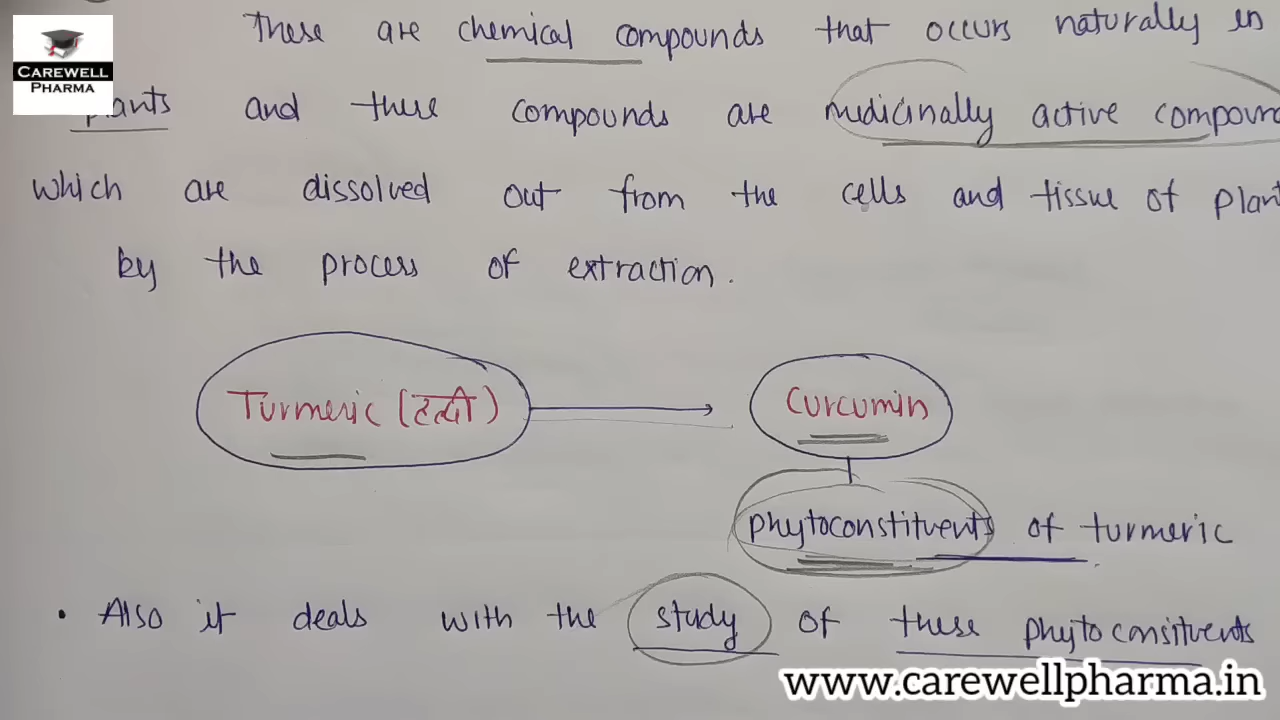 These are chemical compounds that occurs naturally in
plants and there compounds are medicinally active compound
which are dissolved out from the cells and tissue of plant
by the process of extraction.
Turmeric (हल्दी) Curcumin
phytoconstituents of turmeric
• Also it deals with the study of these phytoconsituents
CAREWELL
PHARMA
www.carewellpharma.in